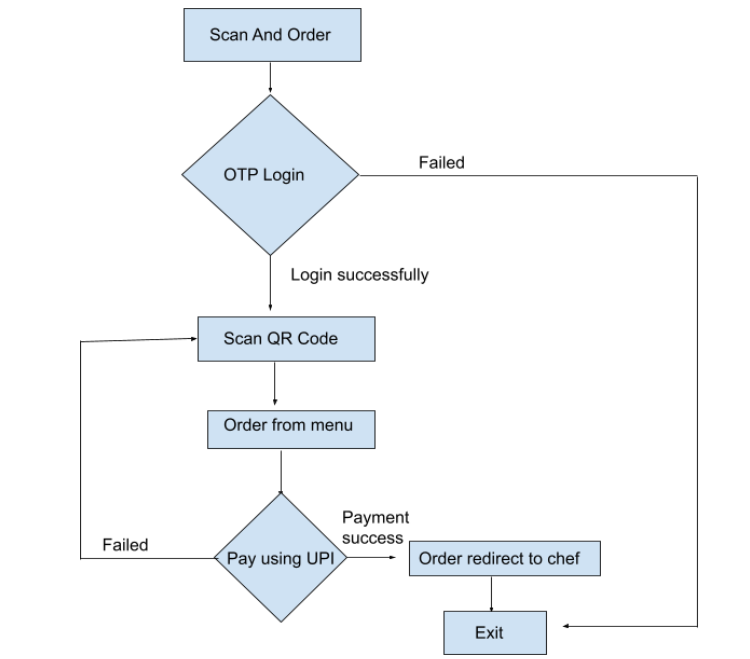 Scan And Order
OTP Login
Failed
Login successfully
Scan QR Code
Order from menu
Payment
success
Failed
Pay using UPI
Order redirect to chef
Exit